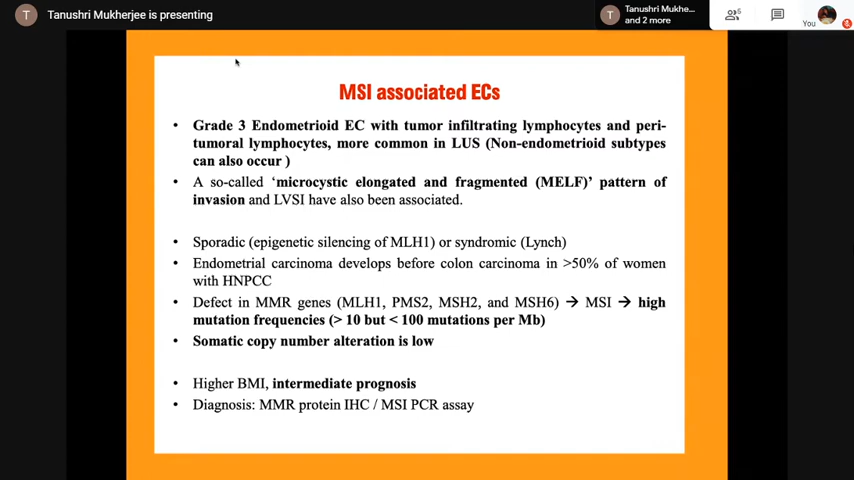 T Tanushri Mukherjee is presenting
T Tanushri Mukhe...
and 2 more
6
You
MSI associated ECs
• Grade 3 Endometrioid EC with tumor infiltrating lymphocytes and peri-
tumoral lymphocytes, more common in LUS (Non-endometrioid subtypes
can also occur )
• A so-called ‘microcystic elongated and fragmented (MELF)’ pattern of
invasion and LVSI have also been associated.
• Sporadic (epigenetic silencing of MLH1) or syndromic (Lynch)
• Endometrial carcinoma develops before colon carcinoma in >50% of women
with HNPCC
• Defect in MMR genes (MLH1, PMS2, MSH2, and MSH6) → MSI → high
mutation frequencies (> 10 but < 100 mutations per Mb)
• Somatic copy number alteration is low
• Higher BMI, intermediate prognosis
• Diagnosis: MMR protein IHC / MSI PCR assay